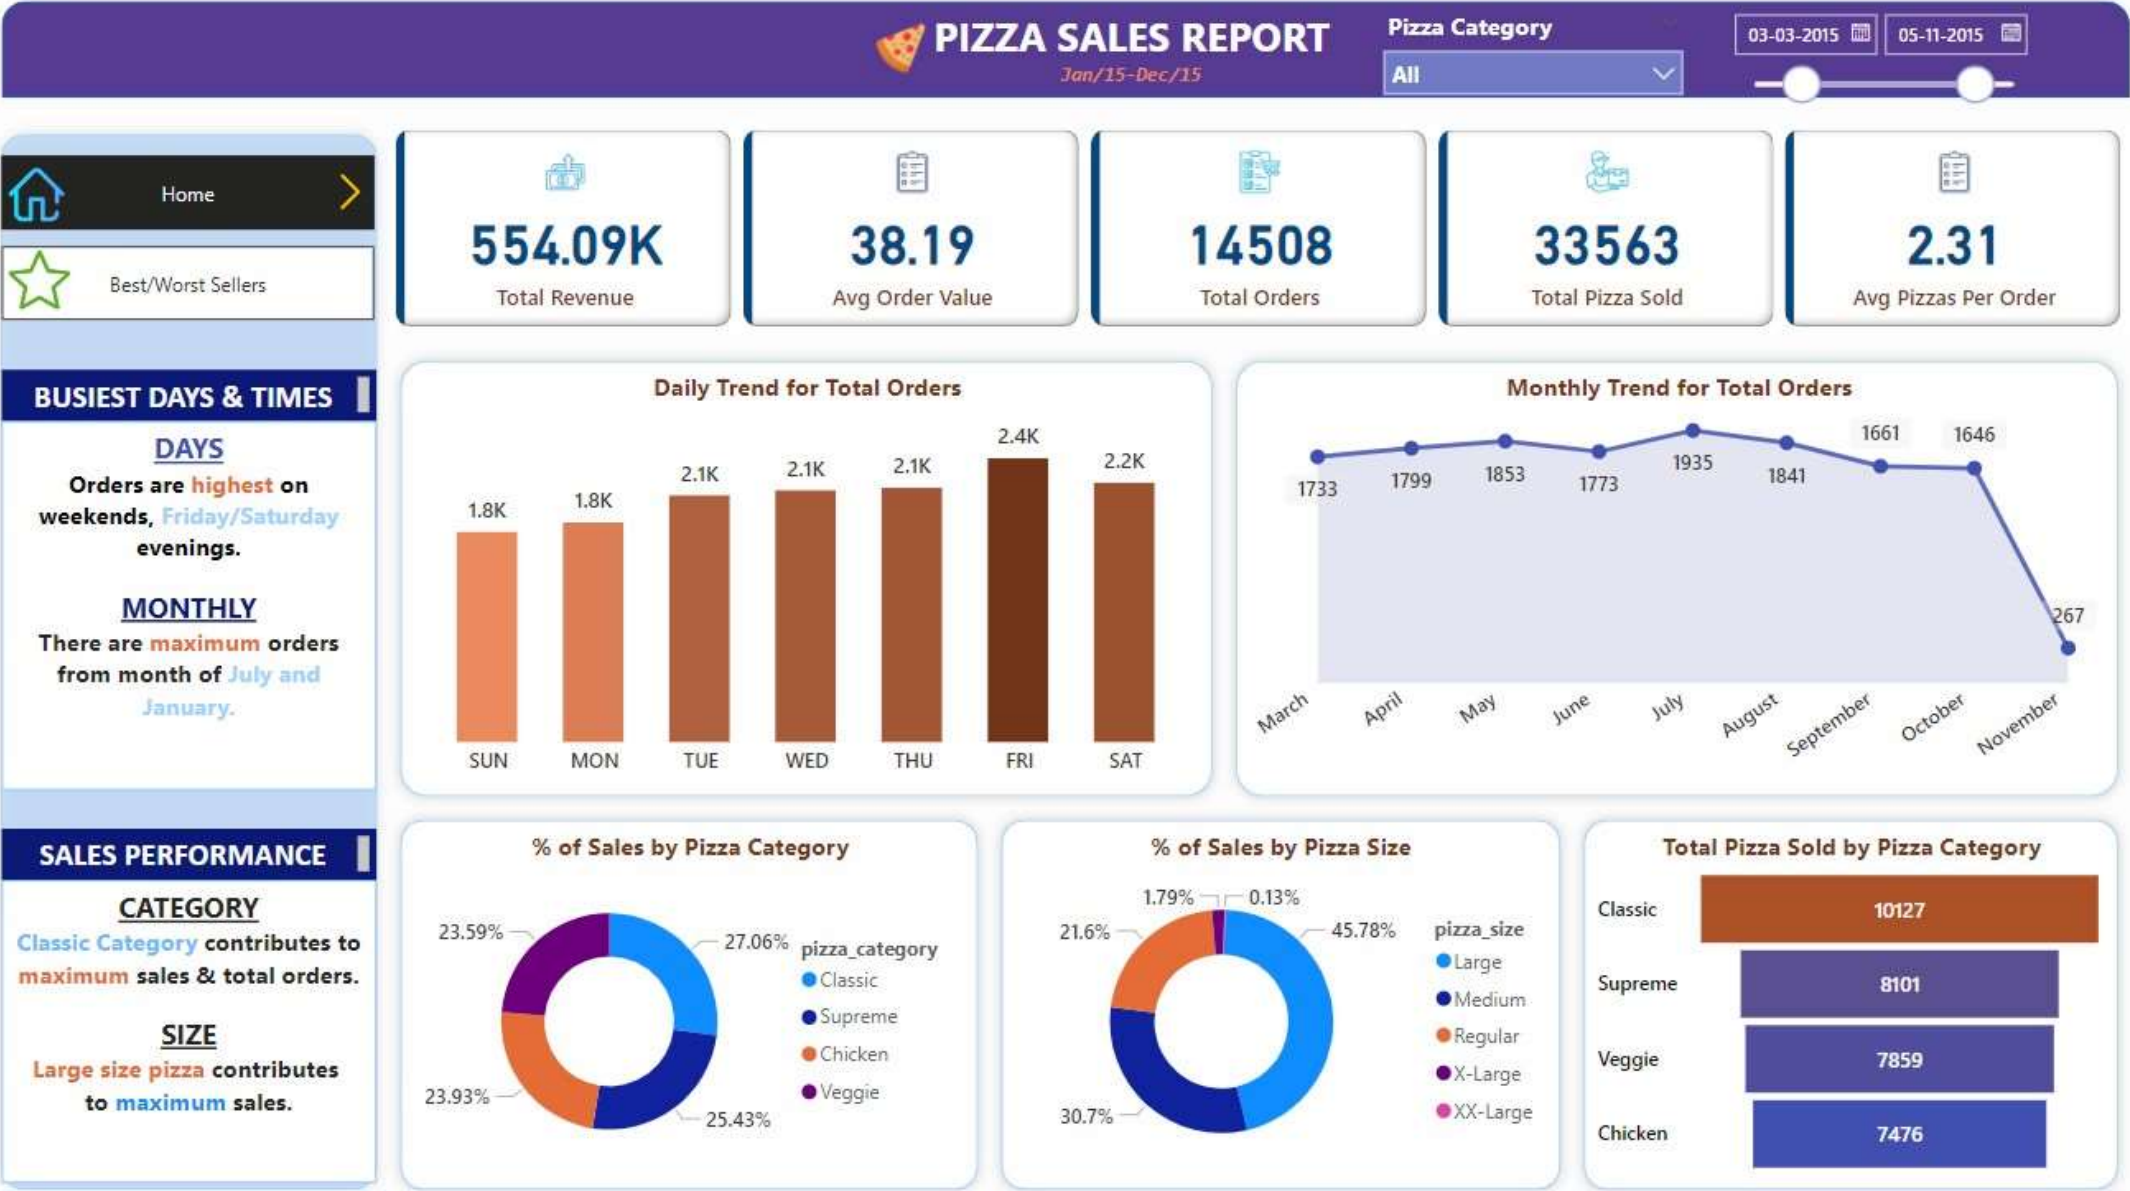 PIZZA SALES REPORT
Jan/15-Dec/15
Pizza Category
All
03-03-2015
05-11-2015
Home
Best/Worst Sellers
554.09K
Total Revenue
38.19
Avg Order Value
14508
Total Orders
33563
Total Pizza Sold
2.31
Avg Pizzas Per Order
BUSIEST DAYS & TIMES
DAYS
Orders are highest on
weekends, Friday/Saturday
evenings.
MONTHLY
There are maximum orders
from month of July and
January.
Daily Trend for Total Orders
1.8K
1.8K
2.1K
2.1K
2.1K
2.4K
2.2K
SUN
MON
TUE
WED
THU
FRI
SAT
Monthly Trend for Total Orders
1733
1799
1853
1773
1935
1841
1661
1646
267
March
April
May
June
July
August
September
October
November
SALES PERFORMANCE
CATEGORY
Classic Category contributes to
maximum sales & total orders.
SIZE
Large size pizza contributes
to maximum sales.
% of Sales by Pizza Category
23.59%
27.06%
23.93%
25.43%
pizza_category
Classic
Supreme
Chicken
Veggie
% of Sales by Pizza Size
1.79%
0.13%
21.6%
45.78%
30.7%
pizza_size
Large
Medium
Regular
X-Large
XX-Large
Total Pizza Sold by Pizza Category
Classic 10127
Supreme 8101
Veggie 7859
Chicken 7476